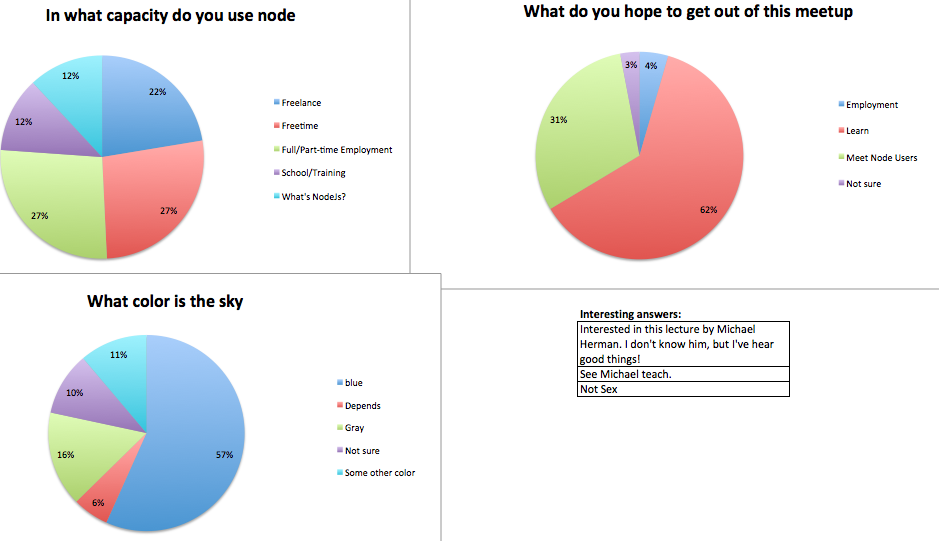 In what capacity do you use node
12%
22%
12%
27%
27%
Freelance
Freetime
Full/Part-time Employment
School/Training
What's NodeJs?
What do you hope to get out of this meetup
3%
4%
31%
62%
Employment
Learn
Meet Node Users
Not sure
What color is the sky
11%
10%
16%
6%
57%
blue
Depends
Gray
Not sure
Some other color
Interesting answers:
Interested in this lecture by Michael
Herman. I don't know him, but I've hear
good things!
See Michael teach.
Not Sex